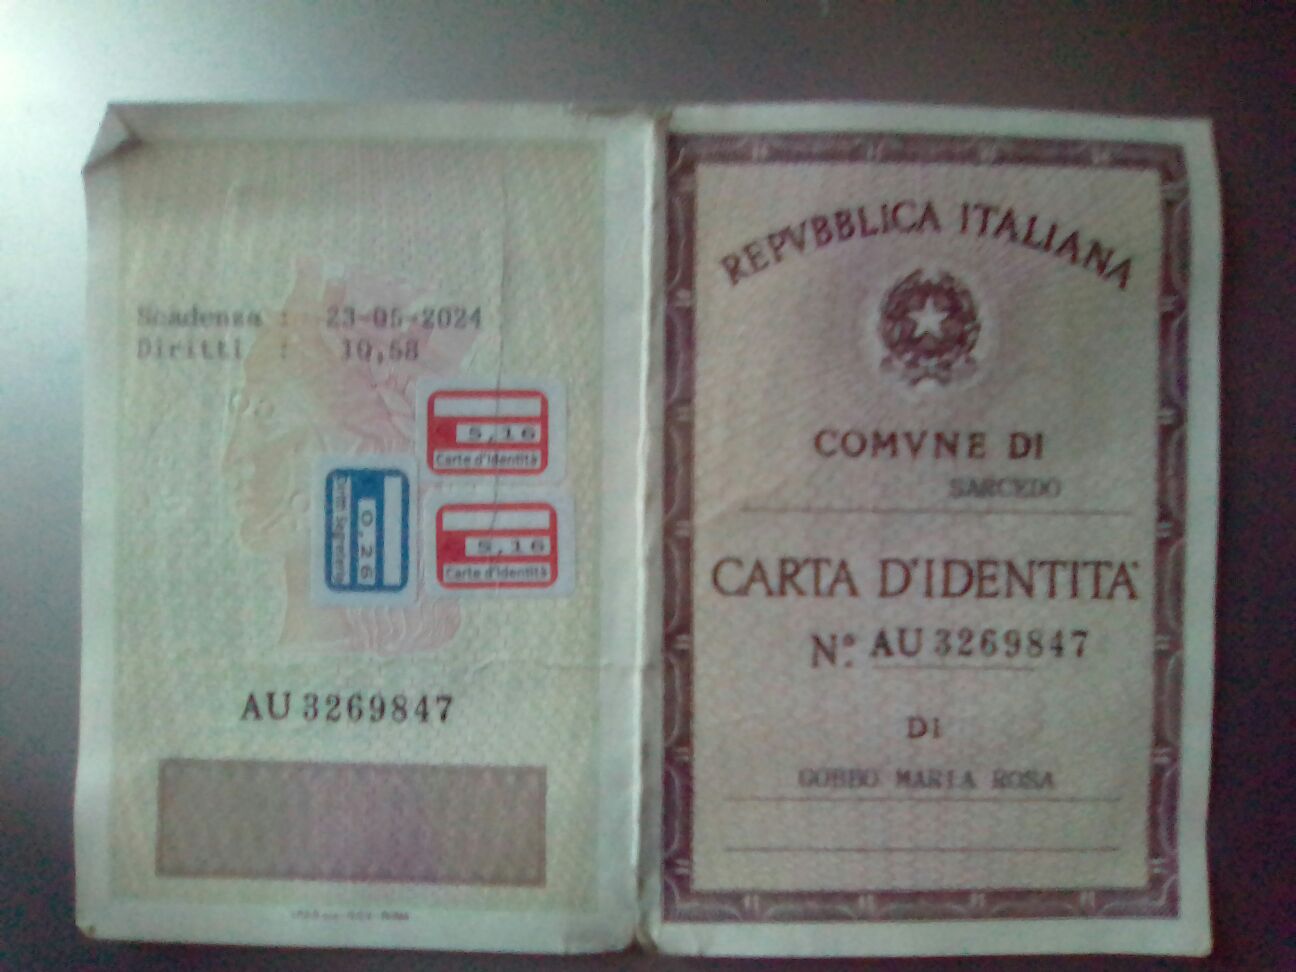 Scadenza : 23-05-2024
Diritti : 10,58
5,16
Carte d'Identità
0,26
5,16
Carte d'Identità
AU 3269847
REPVBBLICA ITALIANA
COMVNE DI
SARCEDO
CARTA D'IDENTITA'
N.° AU 3269847
DI
GOBBO MARIA ROSA